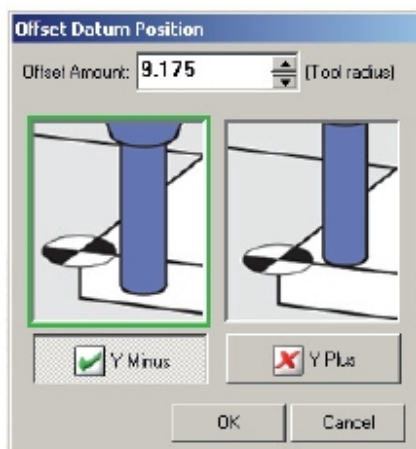 Offset Datum Position
Offset Amount: 9.175 (Tool radius)
Y Minus Y Plus
OK Cancel